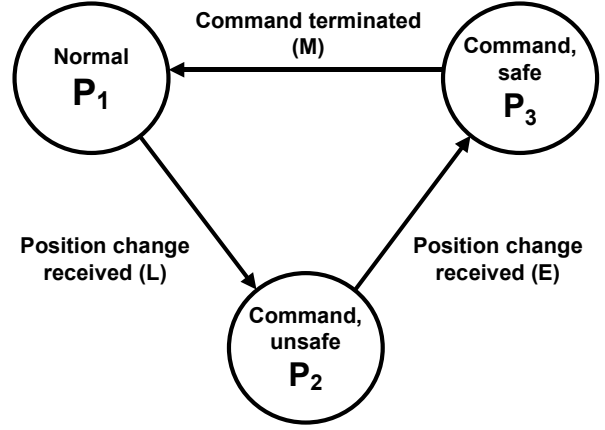 Normal
P1
Command terminated
(M)
Command,
safe
P3
Position change
received (L)
Position change
received (E)
Command,
unsafe
P2